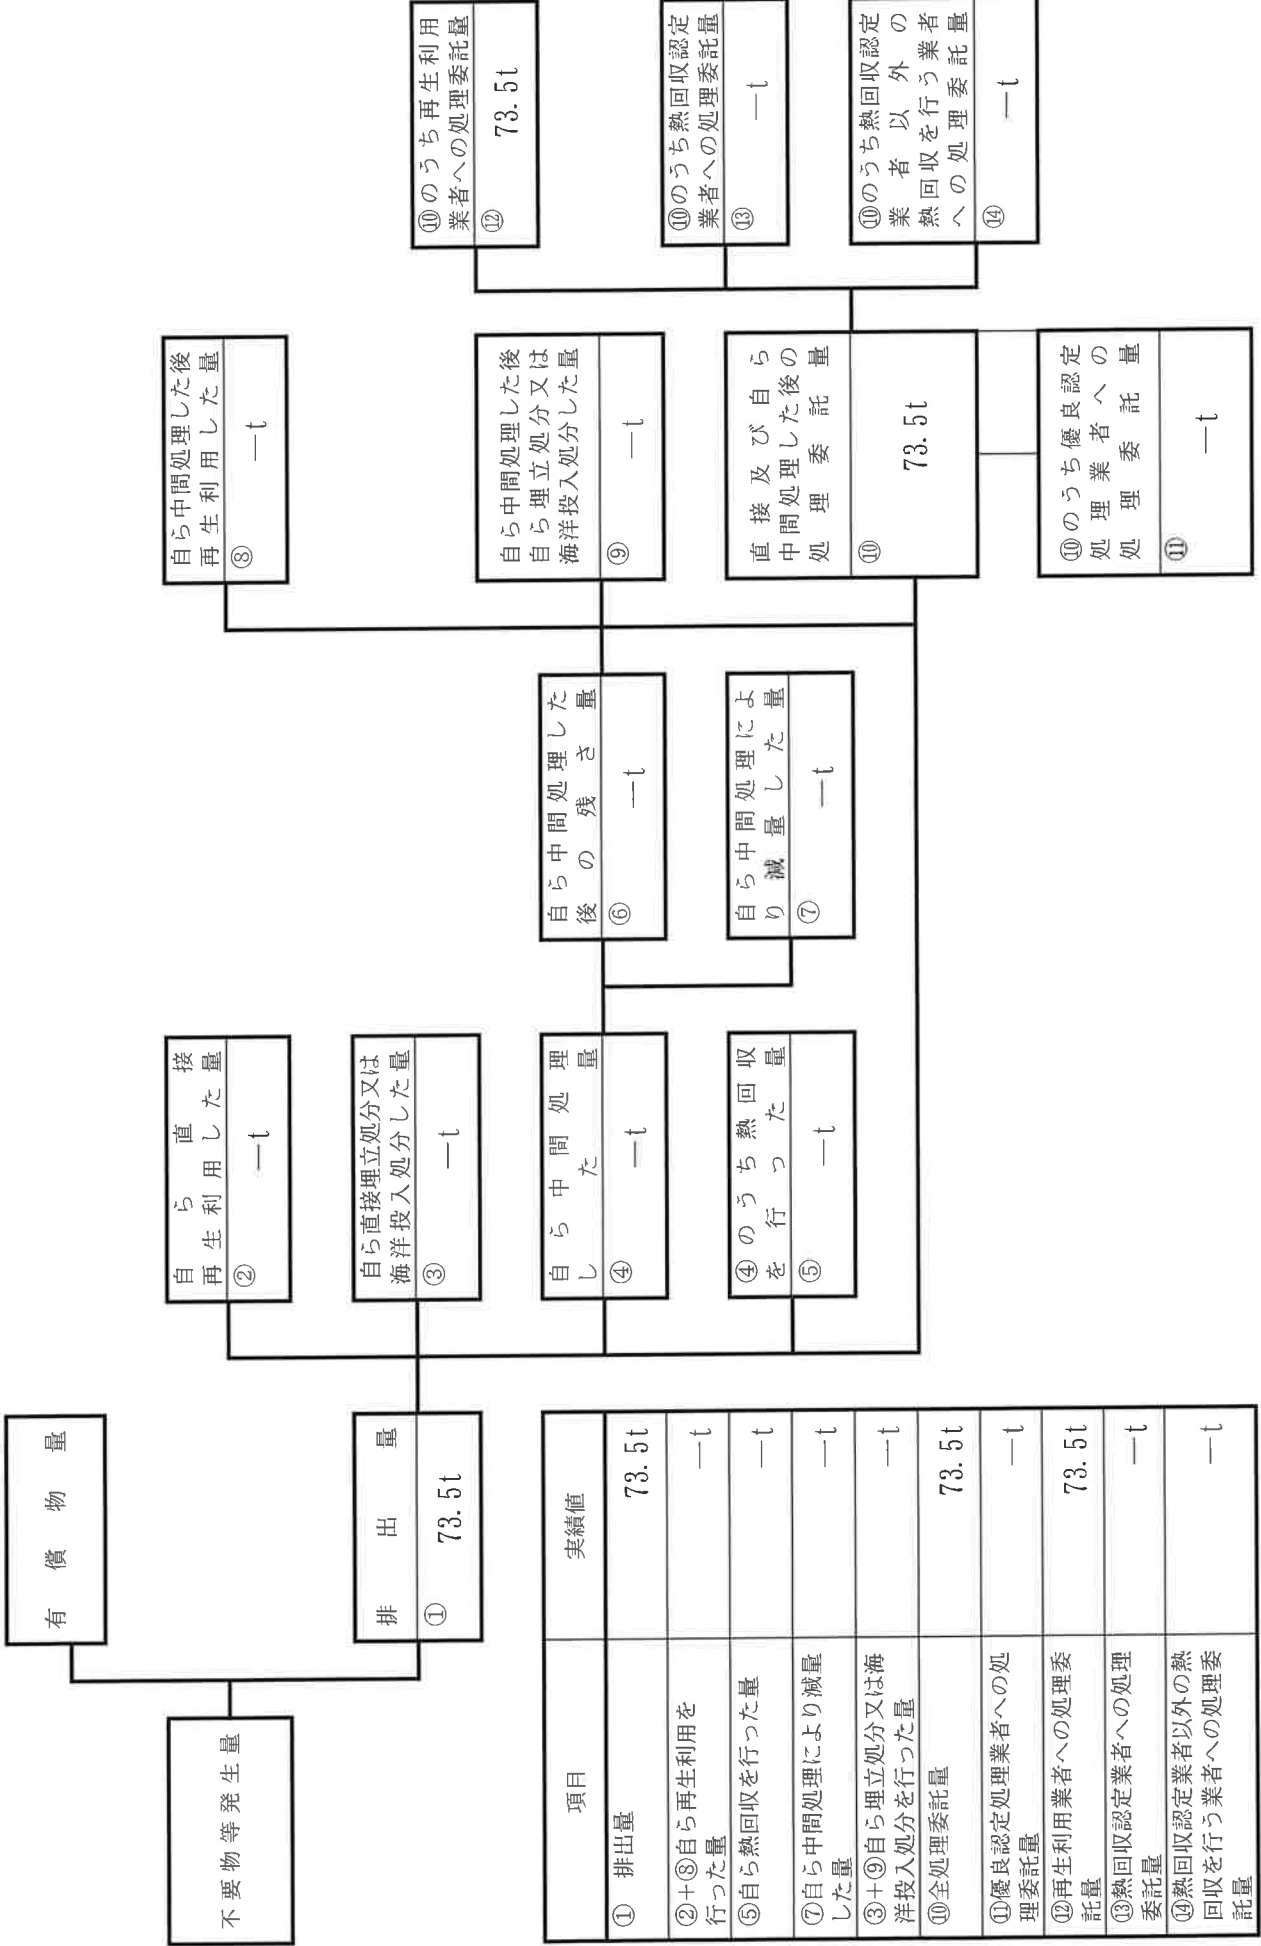 不要物等発生量
有償物量
排出量
① 73.5t
自ら直接
再生利用した量
② ―t
自ら直接埋立処分又は
海洋投入処分した量
③ ―t
自ら中間処理
した量
④ ―t
④のうち熱回収
を行った量
⑤ ―t
自ら中間処理した
後の残さ量
⑥ ―t
自ら中間処理によ
り減量した量
⑦ ―t
自ら中間処理した後
再生利用した量
⑧ ―t
自ら中間処理した後
自ら埋立処分又は
海洋投入処分した量
⑨ ―t
直接及び自ら
中間処理した後の
処理委託量
⑩ 73.5t
⑩のうち優良認定
処理業者への
処理委託量
⑪ ―t
⑩のうち再生利用
業者への処理委託量
⑫ 73.5t
⑩のうち熱回収認定
業者への処理委託量
⑬ ―t
⑩のうち熱回収認定
業者以外の
熱回収を行う業者
への処理委託量
⑭ ―t
項目 実績値
① 排出量 73.5t
②+⑧自ら再生利用を
行った量 ―t
⑤自ら熱回収を行った量 ―t
⑦自ら中間処理により減量
した量 ―t
③+⑨自ら埋立処分又は海
洋投入処分を行った量 ―t
⑩全処理委託量 73.5t
⑪優良認定処理業者への処
理委託量 ―t
⑫再生利用業者への処理委
託量 73.5t
⑬熱回収認定業者への処理
委託量 ―t
⑭熱回収認定業者以外の熱
回収を行う業者への処理委
託量 ―t